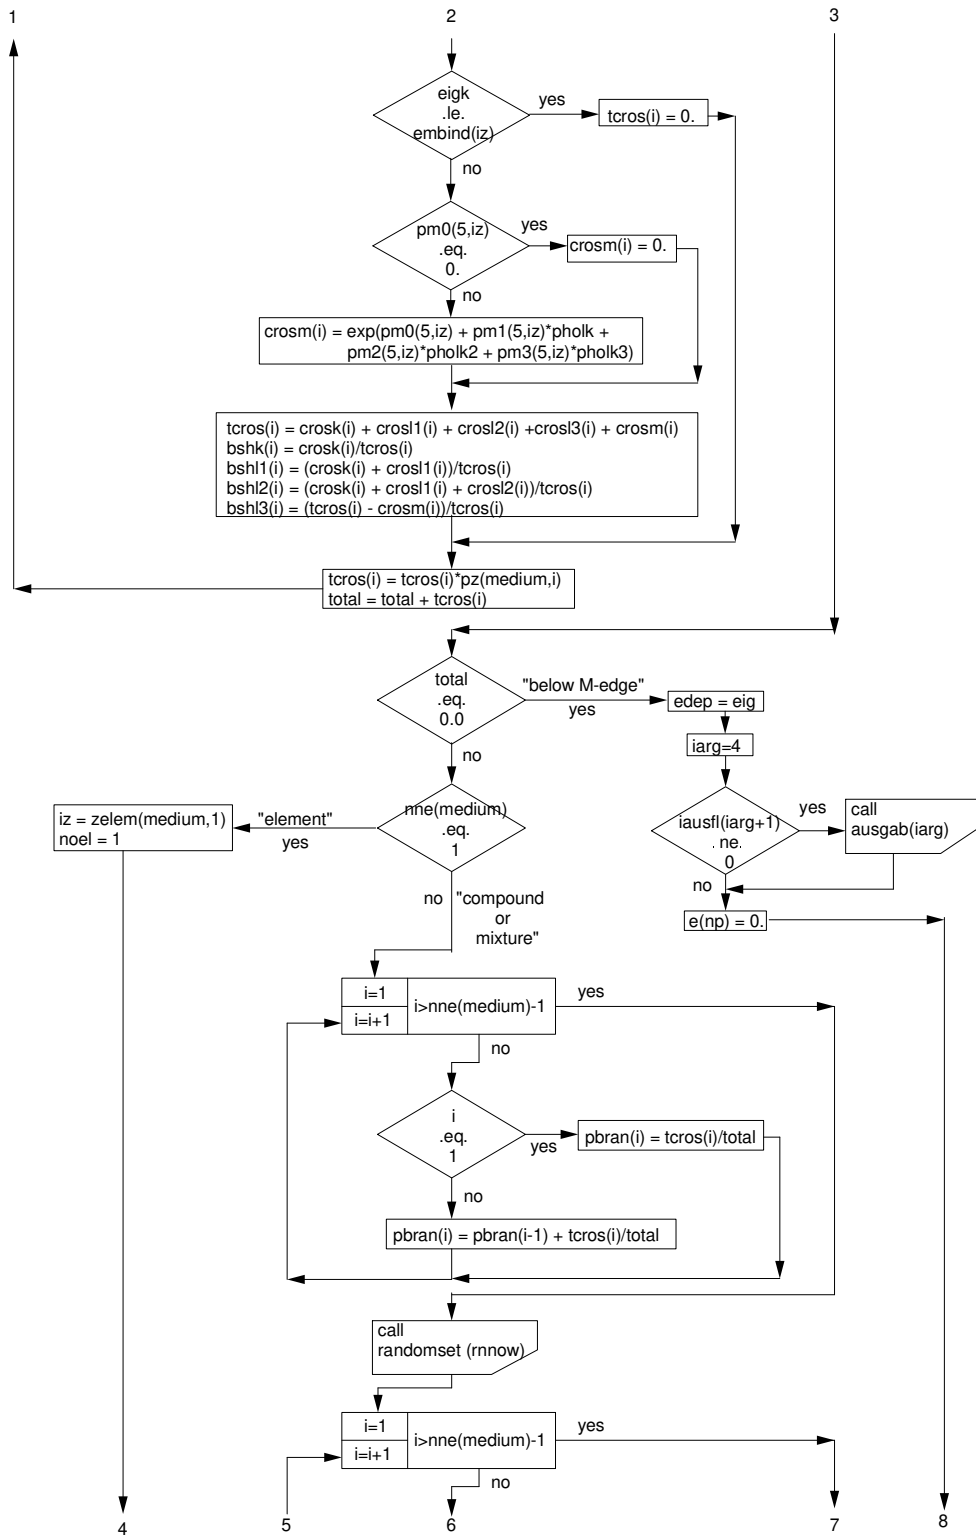 1
2
3
eigk
.le.
embind(iz)
yes
tcros(i) = 0.
no
pm0(5,iz)
.eq.
0.
yes
crosm(i) = 0.
no
crosm(i) = exp(pm0(5,iz) + pm1(5,iz)*pholk +
pm2(5,iz)*pholk2 + pm3(5,iz)*pholk3)
tcros(i) = crosk(i) + crosl1(i) + crosl2(i) +crosl3(i) + crosm(i)
bshk(i) = crosk(i)/tcros(i)
bshl1(i) = (crosk(i) + crosl1(i))/tcros(i)
bshl2(i) = (crosk(i) + crosl1(i) + crosl2(i))/tcros(i)
bshl3(i) = (tcros(i) - crosm(i))/tcros(i)
tcros(i) = tcros(i)*pz(medium,i)
total = total + tcros(i)
total
.eq.
0.0
"below M-edge"
yes
edep = eig
iarg=4
no
nne(medium)
.eq.
1
"element"
yes
iz = zelem(medium,1)
noel = 1
iausfl(iarg+1)
. ne.
0
yes
call
ausgab(iarg)
no
e(np) = 0.
no "compound
or
mixture"
i=1
i=i+1
i>nne(medium)-1
yes
no
i
.eq.
1
yes
pbran(i) = tcros(i)/total
no
pbran(i) = pbran(i-1) + tcros(i)/total
call
randomset (rnnow)
i=1
i=i+1
i>nne(medium)-1
yes
no
4
5
6
7
8